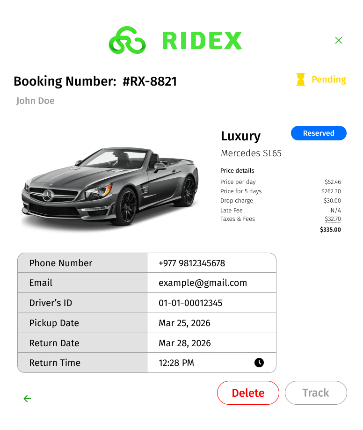 RIDEX
Booking Number: #RX-8821
Pending
John Doe
Luxury
Reserved
Mercedes SL65
Price details
Price per day $52.46
Price for 5 days $262.30
Drop charge $30.00
Late Fee N/A
Taxes & Fees $32.70
$335.00
Phone Number +977 9812345678
Email example@gmail.com
Driver's ID 01-01-00012345
Pickup Date Mar 25, 2026
Return Date Mar 28, 2026
Return Time 12:28 PM
Delete
Track